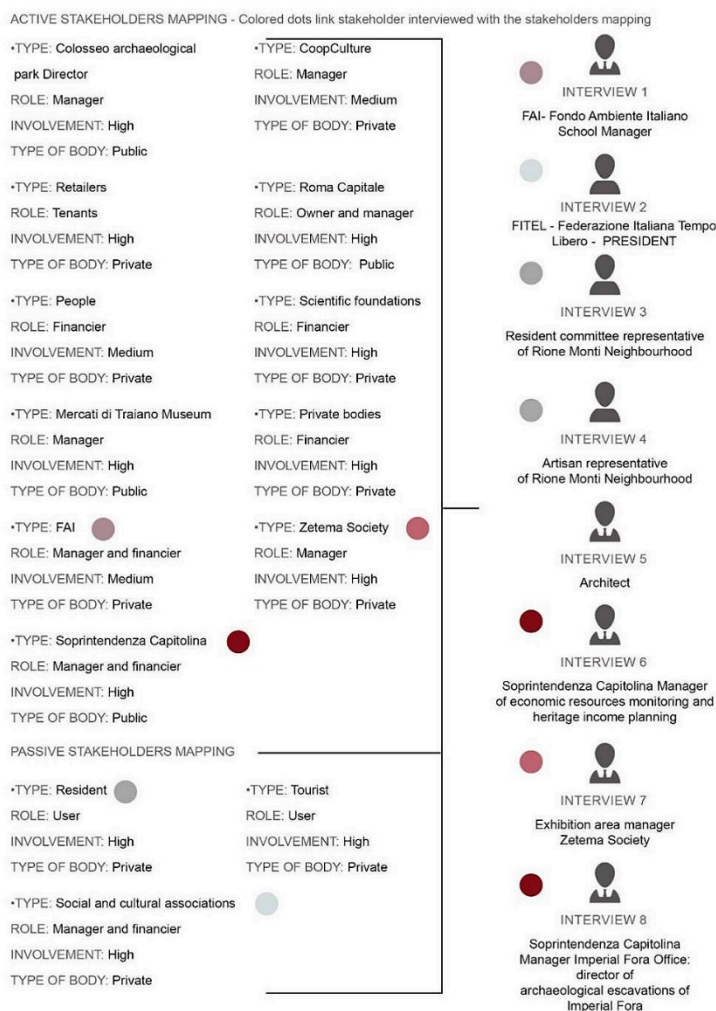 ACTIVE STAKEHOLDERS MAPPING - Colored dots link stakeholder interviewed with the stakeholders mapping
•TYPE: Colosseo archaeological
park Director
ROLE: Manager
INVOLVEMENT: High
TYPE OF BODY: Public
•TYPE: CoopCulture
ROLE: Manager
INVOLVEMENT: Medium
TYPE OF BODY: Private
•TYPE: Retailers
ROLE: Tenants
INVOLVEMENT: High
TYPE OF BODY: Private
•TYPE: Roma Capitale
ROLE: Owner and manager
INVOLVEMENT: High
TYPE OF BODY: Public
•TYPE: People
ROLE: Financier
INVOLVEMENT: Medium
TYPE OF BODY: Private
•TYPE: Scientific foundations
ROLE: Financier
INVOLVEMENT: High
TYPE OF BODY: Private
•TYPE: Mercati di Traiano Museum
ROLE: Manager
INVOLVEMENT: High
TYPE OF BODY: Public
•TYPE: Private bodies
ROLE: Financier
INVOLVEMENT: High
TYPE OF BODY: Private
•TYPE: FAI
ROLE: Manager and financier
INVOLVEMENT: Medium
TYPE OF BODY: Private
•TYPE: Zetema Society
ROLE: Manager
INVOLVEMENT: High
TYPE OF BODY: Private
•TYPE: Soprintendenza Capitolina
ROLE: Manager and financier
INVOLVEMENT: High
TYPE OF BODY: Public
PASSIVE STAKEHOLDERS MAPPING
•TYPE: Resident
ROLE: User
INVOLVEMENT: High
TYPE OF BODY: Private
•TYPE: Tourist
ROLE: User
INVOLVEMENT: High
TYPE OF BODY: Private
•TYPE: Social and cultural associations
ROLE: Manager and financier
INVOLVEMENT: High
TYPE OF BODY: Private
INTERVIEW 1
FAI- Fondo Ambiente Italiano
School Manager
INTERVIEW 2
FITEL - Federazione Italiana Tempo
Libero - PRESIDENT
INTERVIEW 3
Resident committee representative
of Rione Monti Neighbourhood
INTERVIEW 4
Artisan representative
of Rione Monti Neighbourhood
INTERVIEW 5
Architect
INTERVIEW 6
Soprintendenza Capitolina Manager
of economic resources monitoring and
heritage income planning
INTERVIEW 7
Exhibition area manager
Zetema Society
INTERVIEW 8
Soprintendenza Capitolina
Manager Imperial Fora Office:
director of
archaeological escavations of
Imperial Fora